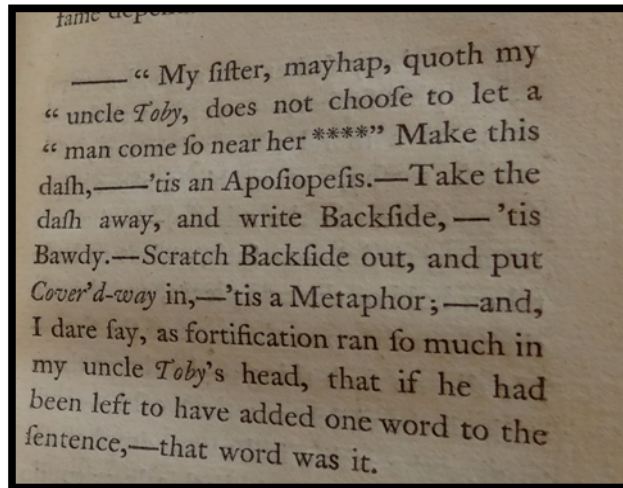 same
——“ My ſiſter, mayhap, quoth my
“ uncle Toby, does not chooſe to let a
“ man come ſo near her ****” Make this
daſh,——’tis an Apoſiopeſis.—Take the
daſh away, and write Backſide, — ’tis
Bawdy.—Scratch Backſide out, and put
Cover’d-way in,—’tis a Metaphor;—and,
I dare ſay, as fortification ran ſo much in
my uncle Toby’s head, that if he had
been left to have added one word to the
ſentence,—that word was it.